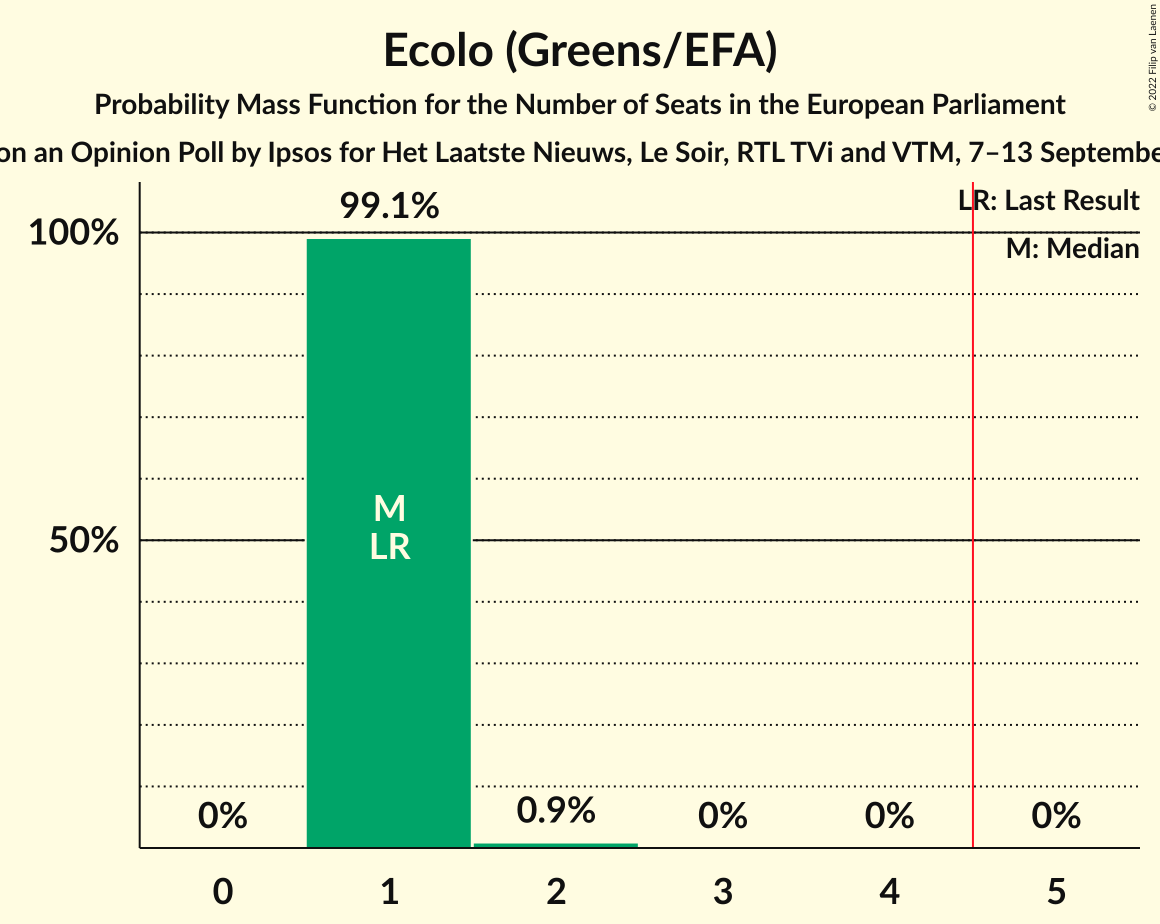 Ecolo (Greens/EFA)
Probability Mass Function for the Number of Seats in the European Parliament
on an Opinion Poll by Ipsos for Het Laatste Nieuws, Le Soir, RTL TVi and VTM, 7–13 Septembe
© 2022 Filip van Laenen
LR: Last Result
M: Median
99.1%
100%
50%
M
LR
0%
0.9%
0%
0%
0%
0
1
2
3
4
5